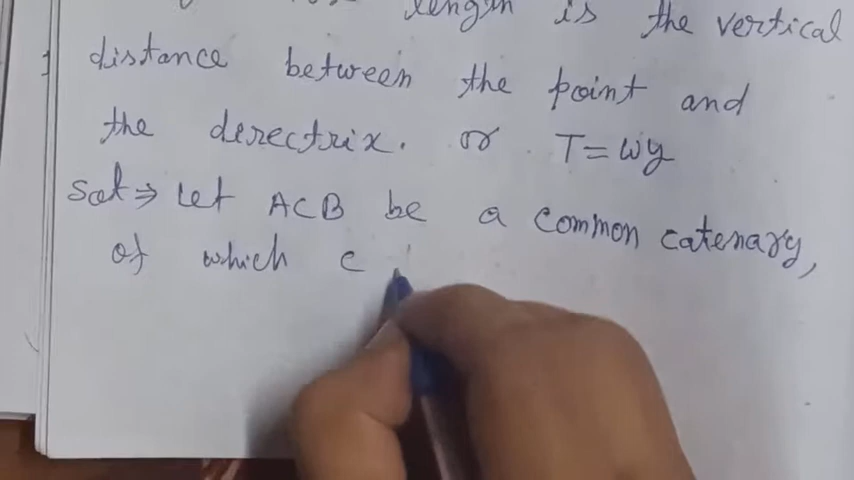 length is the vertical
distance between the point and
the derectrix. or T=wy
Sol⇒ Let ACB be a common catenary,
of which c